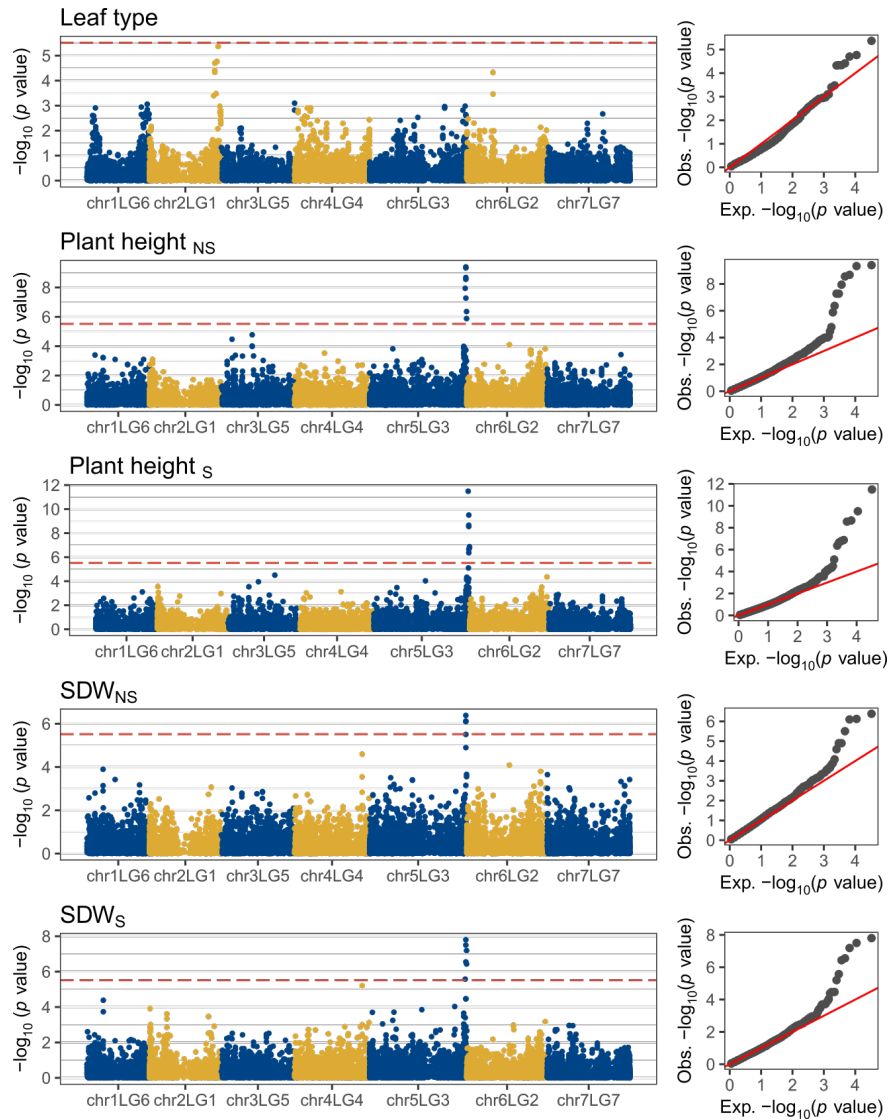 Leaf type
−log10 (p value)
5
4
3
2
1
0
chr1LG6 chr2LG1 chr3LG5 chr4LG4 chr5LG3 chr6LG2 chr7LG7
Obs. −log10(p value)
5
4
3
2
1
0
0 1 2 3 4
Exp. −log10(p value)
Plant height NS
−log10 (p value)
8
6
4
2
0
chr1LG6 chr2LG1 chr3LG5 chr4LG4 chr5LG3 chr6LG2 chr7LG7
Obs. −log10(p value)
8
6
4
2
0
0 1 2 3 4
Exp. −log10(p value)
Plant height S
−log10 (p value)
12
10
8
6
4
2
0
chr1LG6 chr2LG1 chr3LG5 chr4LG4 chr5LG3 chr6LG2 chr7LG7
Obs. −log10(p value)
12
10
8
6
4
2
0
0 1 2 3 4
Exp. −log10(p value)
SDWNS
−log10 (p value)
6
4
2
0
chr1LG6 chr2LG1 chr3LG5 chr4LG4 chr5LG3 chr6LG2 chr7LG7
Obs. −log10(p value)
6
5
4
3
2
1
0
0 1 2 3 4
Exp. −log10(p value)
SDWS
−log10 (p value)
8
6
4
2
0
chr1LG6 chr2LG1 chr3LG5 chr4LG4 chr5LG3 chr6LG2 chr7LG7
Obs. −log10(p value)
8
6
4
2
0
0 1 2 3 4
Exp. −log10(p value)